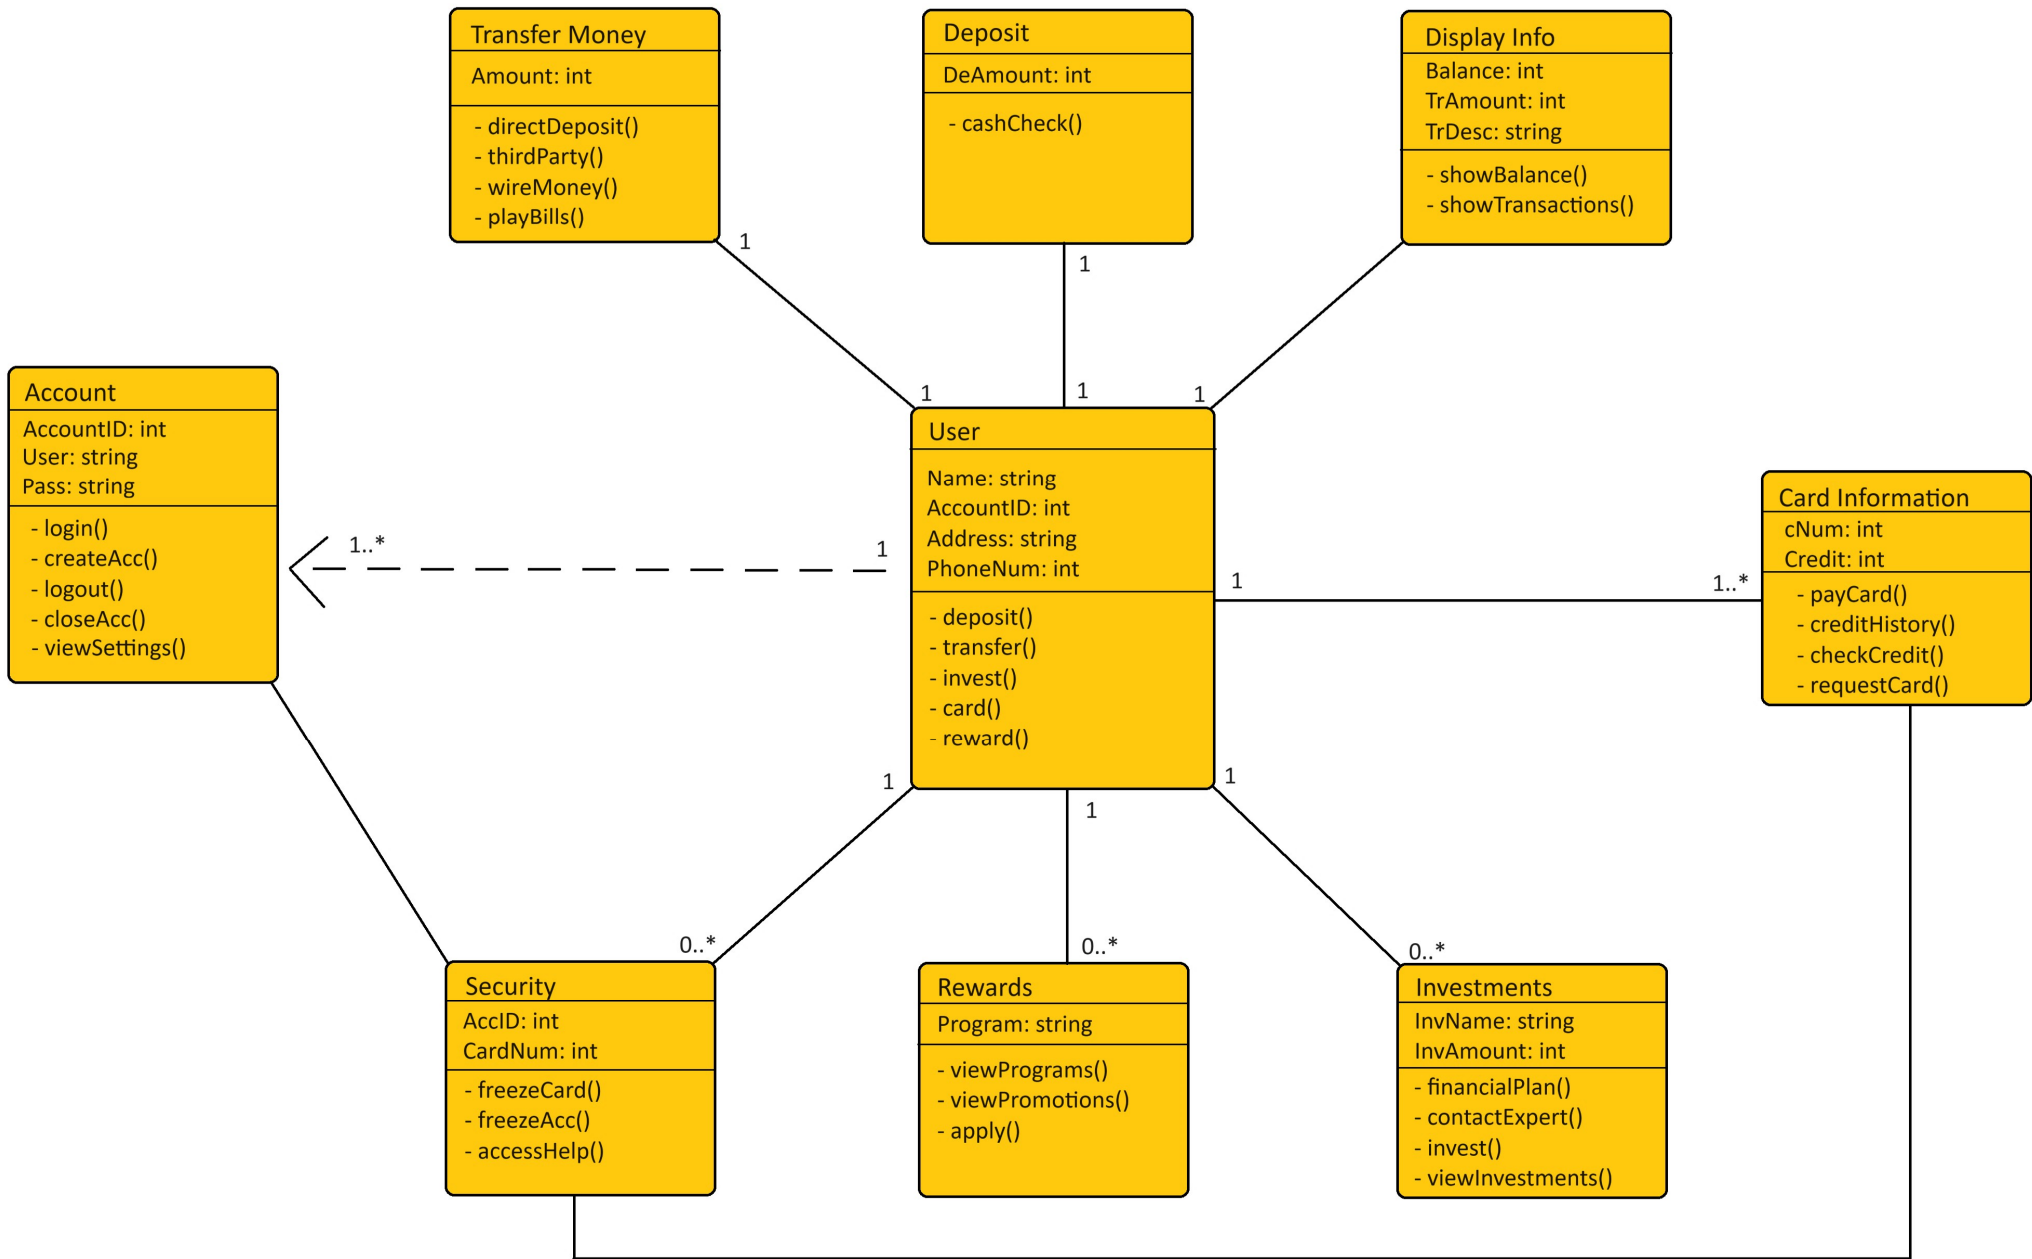 Transfer Money
Amount: int
- directDeposit()
- thirdParty()
- wireMoney()
- playBills()
1
Deposit
DeAmount: int
- cashCheck()
1
Display Info
Balance: int
TrAmount: int
TrDesc: string
- showBalance()
- showTransactions()
1
1
1
Account
AccountID: int
User: string
Pass: string
- login()
- createAcc()
- logout()
- closeAcc()
- viewSettings()
1..*
1
User
Name: string
AccountID: int
Address: string
PhoneNum: int
- deposit()
- transfer()
- invest()
- card()
- reward()
1
1..*
Card Information
cNum: int
Credit: int
- payCard()
- creditHistory()
- checkCredit()
- requestCard()
1
1
1
0..*
0..*
0..*
Security
AccID: int
CardNum: int
- freezeCard()
- freezeAcc()
- accessHelp()
Rewards
Program: string
- viewPrograms()
- viewPromotions()
- apply()
Investments
InvName: string
InvAmount: int
- financialPlan()
- contactExpert()
- invest()
- viewInvestments()